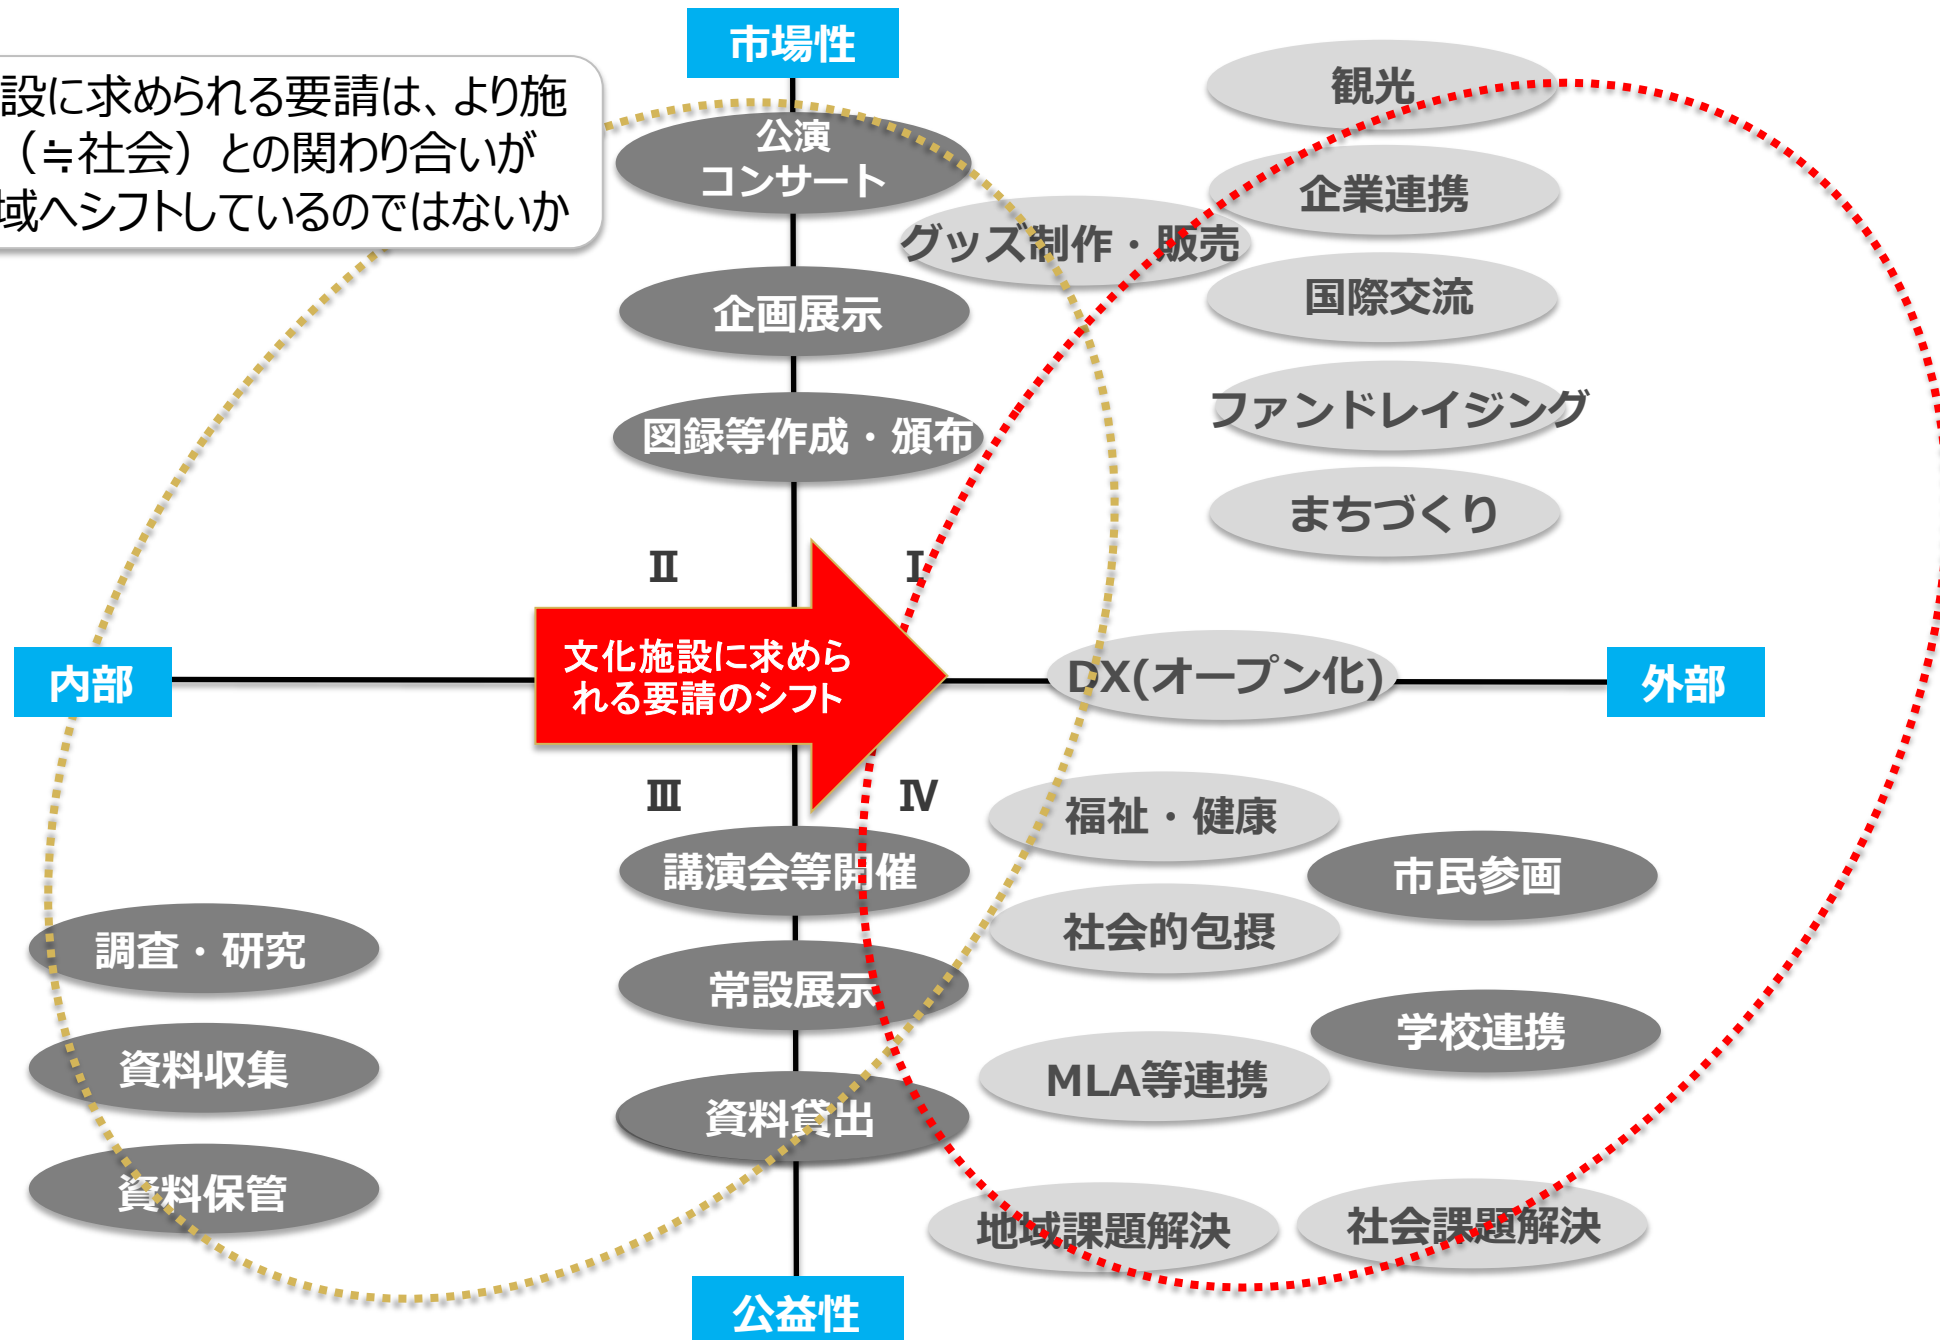 市場性
設に求められる要請は、より施
（≒社会）との関わり合いが
域へシフトしているのではないか
公演
コンサート
観光
企業連携
グッズ制作・販売
企画展示
国際交流
図録等作成・頒布
ファンドレイジング
まちづくり
Ⅱ
Ⅰ
内部
文化施設に求めら
れる要請のシフト
DX(オープン化)
外部
Ⅲ
Ⅳ
福祉・健康
講演会等開催
市民参画
調査・研究
社会的包摂
常設展示
学校連携
資料収集
MLA等連携
資料貸出
資料保管
地域課題解決
社会課題解決
公益性